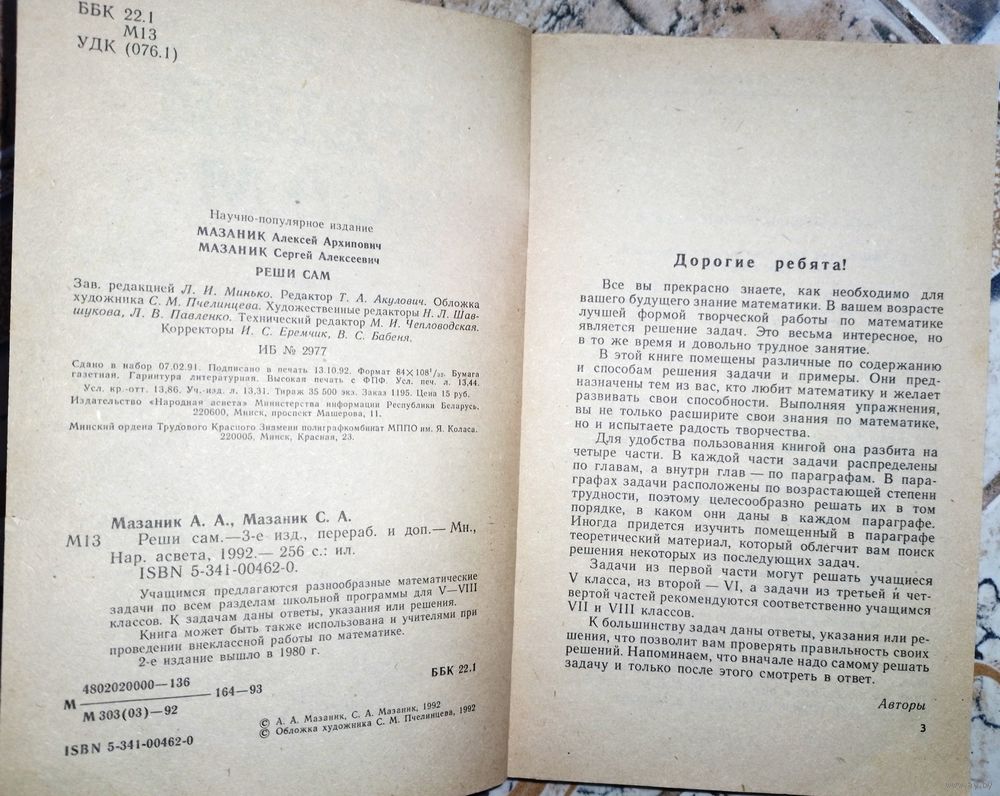 ББК 22.1
М13
УДК (076.1)
Научно-популярное издание
МАЗАНИК Алексей Архипович
МАЗАНИК Сергей Алексеевич
РЕШИ САМ
Зав. редакцией Л. И. Минько. Редактор Т. А. Акулович. Обложка
художника С. М. Пчелинцева. Художественные редакторы Н. Л. Шав-
шукова, Л. В. Павленко. Технический редактор М. И. Чепловодская.
Корректоры И. С. Еремчик, В. С. Бабеня.
ИБ № 2977
Сдано в набор 07.02.91. Подписано в печать 13.10.92. Формат 84×108¹/₃₂. Бумага
газетная. Гарнитура литературная. Высокая печать с ФПФ. Усл. печ. л. 13,44.
Усл. кр.-отт. 13,86. Уч.-изд. л. 13,31. Тираж 35 500 экз. Заказ 1195. Цена 15 руб.
Издательство «Народная асвета» Министерства информации Республики Беларусь.
220600, Минск, проспект Машерова, 11.
Минский ордена Трудового Красного Знамени полиграфкомбинат МППО им. Я. Коласа.
220005, Минск, Красная, 23.
Мазаник А. А., Мазаник С. А.
М13 Реши сам.—3-е изд., перераб. и доп.— Мн.,
Нар. асвета, 1992.— 256 с.: ил.
ISBN 5-341-00462-0.
Учащимся предлагаются разнообразные математические
задачи по всем разделам школьной программы для V—VIII
классов. К задачам даны ответы, указания или решения.
Книга может быть также использована и учителями при
проведении внеклассной работы по математике.
2-е издание вышло в 1980 г.
4802020000—136
М 164—93
М 303(03)—92
ББК 22.1
ISBN 5-341-00462-0
© А. А. Мазаник, С. А. Мазаник, 1992
© Обложка художника С. М. Пчелинцева, 1992
Дорогие ребята!
Все вы прекрасно знаете, как необходимо для
вашего будущего знание математики. В вашем возрасте
лучшей формой творческой работы по математике
является решение задач. Это весьма интересное, но
в то же время и довольно трудное занятие.
В этой книге помещены различные по содержанию
и способам решения задачи и примеры. Они пред-
назначены тем из вас, кто любит математику и желает
развивать свои способности. Выполняя упражнения,
вы не только расширите свои знания по математике,
но и испытаете радость творчества.
Для удобства пользования книгой она разбита на
четыре части. В каждой части задачи распределены
по главам, а внутри глав — по параграфам. В пара-
графах задачи расположены по возрастающей степени
трудности, поэтому целесообразно решать их в том
порядке, в каком они даны в каждом параграфе.
Иногда придется изучить помещенный в параграфе
теоретический материал, который облегчит вам поиск
решения некоторых из последующих задач.
Задачи из первой части могут решать учащиеся
V класса, из второй — VI, а задачи из третьей и чет-
вертой частей рекомендуются соответственно учащимся
VII и VIII классов.
К большинству задач даны ответы, указания или ре-
шения, что позволит вам проверять правильность своих
решений. Напоминаем, что вначале надо самому решать
задачу и только после этого смотреть в ответ.
Авторы
3